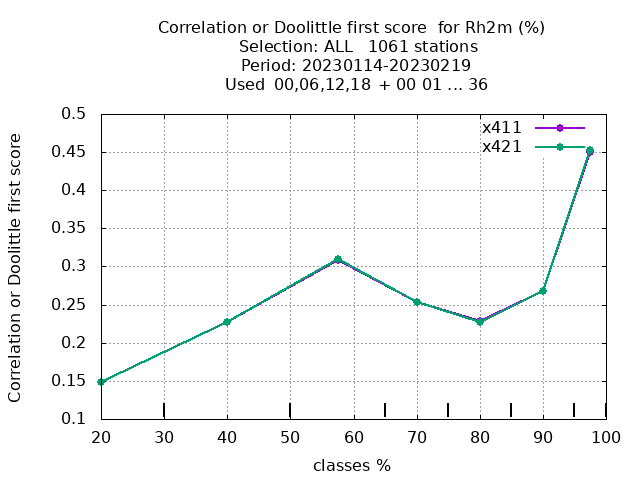 Correlation or Doolittle first score  for Rh2m (%)
Selection: ALL   1061 stations
Period: 20230114-20230219
Used  00,06,12,18  + 00 01 ... 36
x411
x421
Correlation or Doolittle first score
0.5
0.45
0.4
0.35
0.3
0.25
0.2
0.15
0.1
20 30 40 50 60 70 80 90 100
classes %